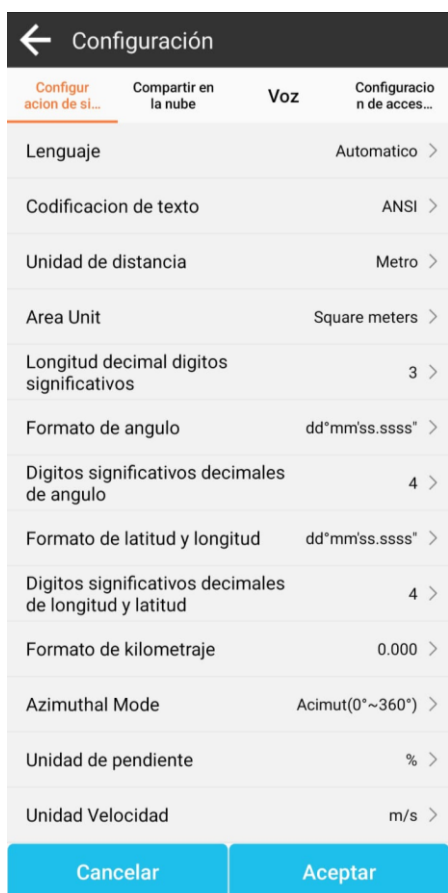 Configuración
Configur
acion de si...
Compartir en
la nube
Voz
Configuracio
n de acces...
Lenguaje Automatico
Codificacion de texto ANSI
Unidad de distancia Metro
Area Unit Square meters
Longitud decimal digitos
significativos 3
Formato de angulo dd°mm'ss.ssss"
Digitos significativos decimales
de angulo 4
Formato de latitud y longitud dd°mm'ss.ssss"
Digitos significativos decimales
de longitud y latitud 4
Formato de kilometraje 0.000
Azimuthal Mode Acimut(0°~360°)
Unidad de pendiente %
Unidad Velocidad m/s
Cancelar Aceptar